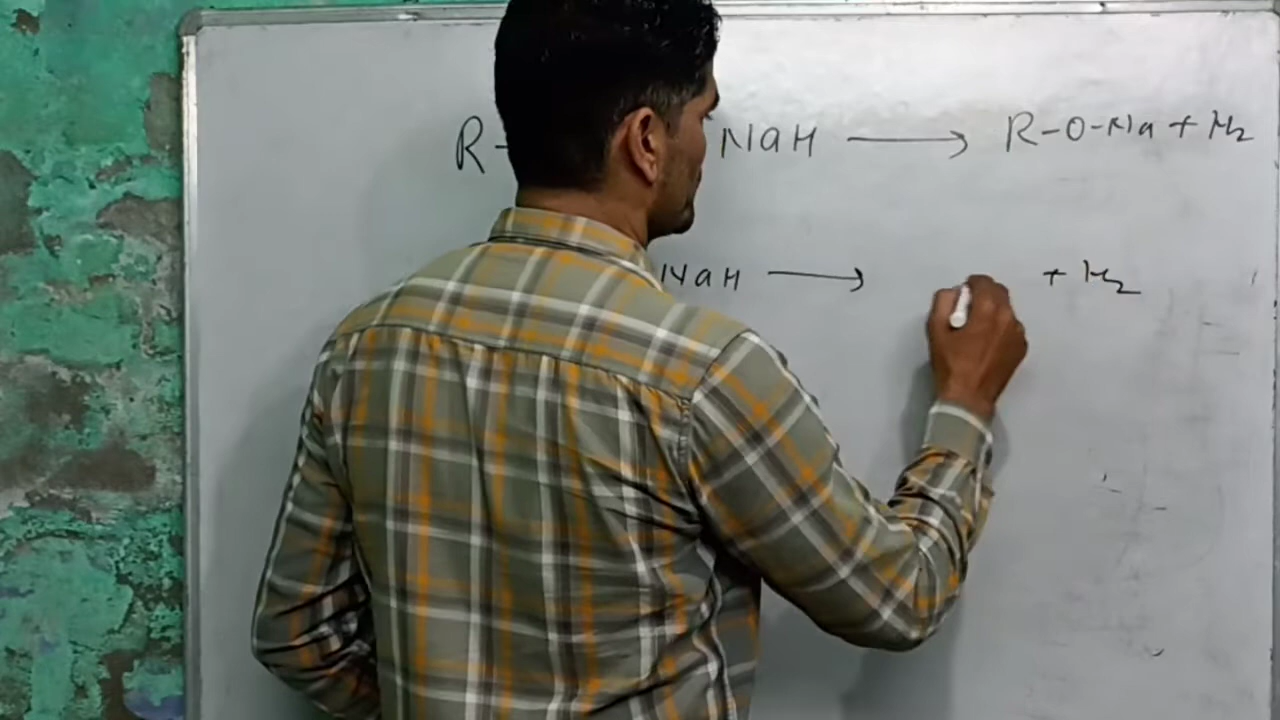 R- NaH ⟶ R-O-Na + H2
NaH ⟶ + H2